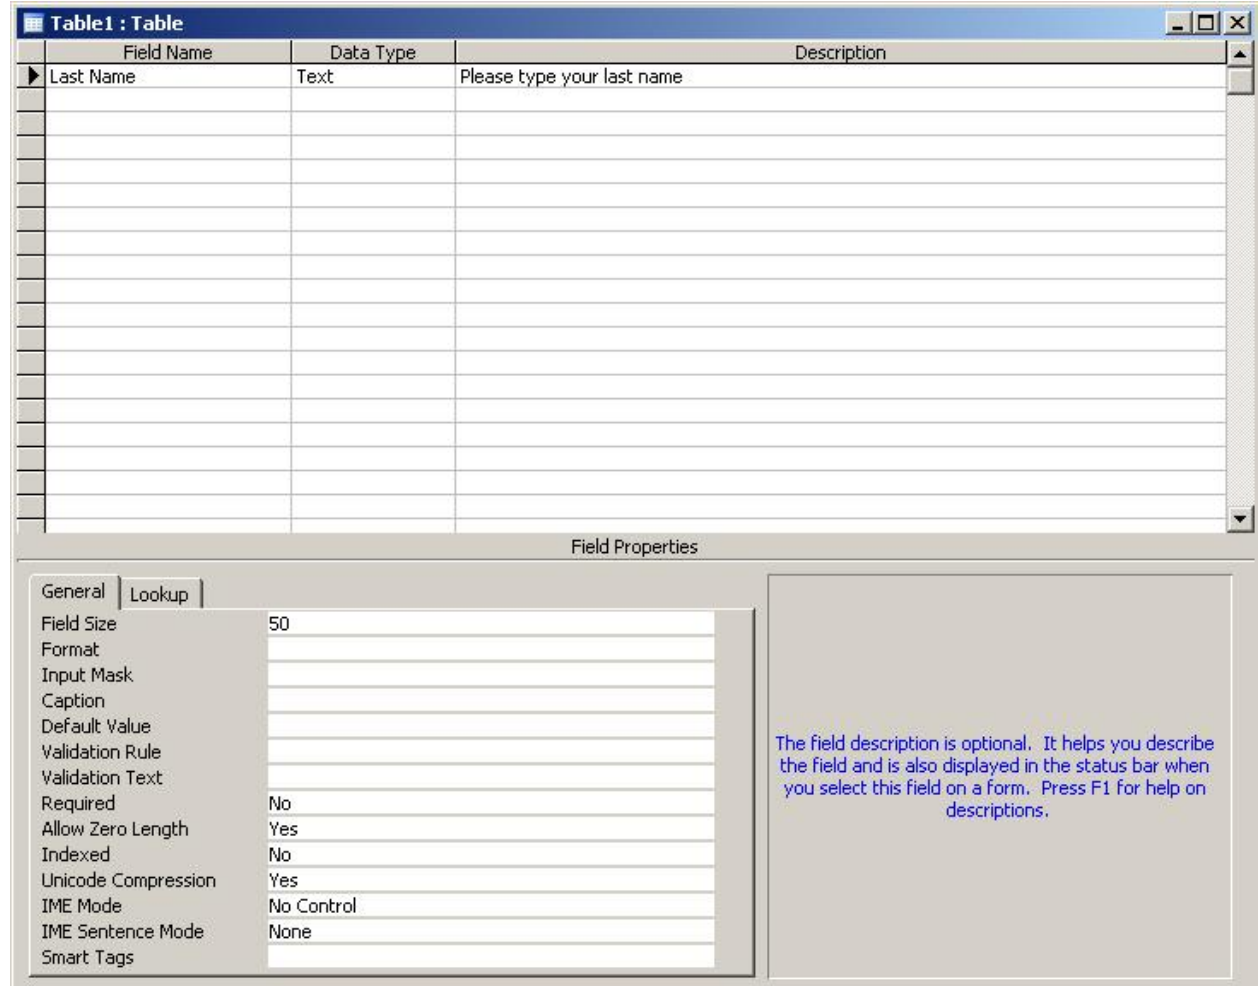 Table1 : Table
Field Name Data Type Description
Last Name Text Please type your last name
Field Properties
General Lookup
Field Size 50
Format
Input Mask
Caption
Default Value
Validation Rule
Validation Text
Required No
Allow Zero Length Yes
Indexed No
Unicode Compression Yes
IME Mode No Control
IME Sentence Mode None
Smart Tags
The field description is optional. It helps you describe
the field and is also displayed in the status bar when
you select this field on a form. Press F1 for help on
descriptions.